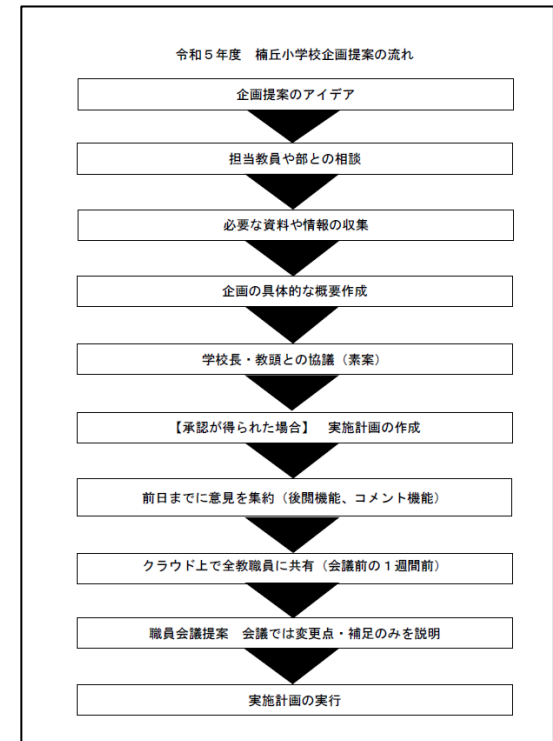 令和５年度　楠丘小学校企画提案の流れ
企画提案のアイデア
担当教員や部との相談
必要な資料や情報の収集
企画の具体的な概要作成
学校長・教頭との協議（素案）
【承認が得られた場合】　実施計画の作成
前日までに意見を集約（後閲機能、コメント機能）
クラウド上で全教職員に共有（会議前の１週間前）
職員会議提案　会議では変更点・補足のみを説明
実施計画の実行